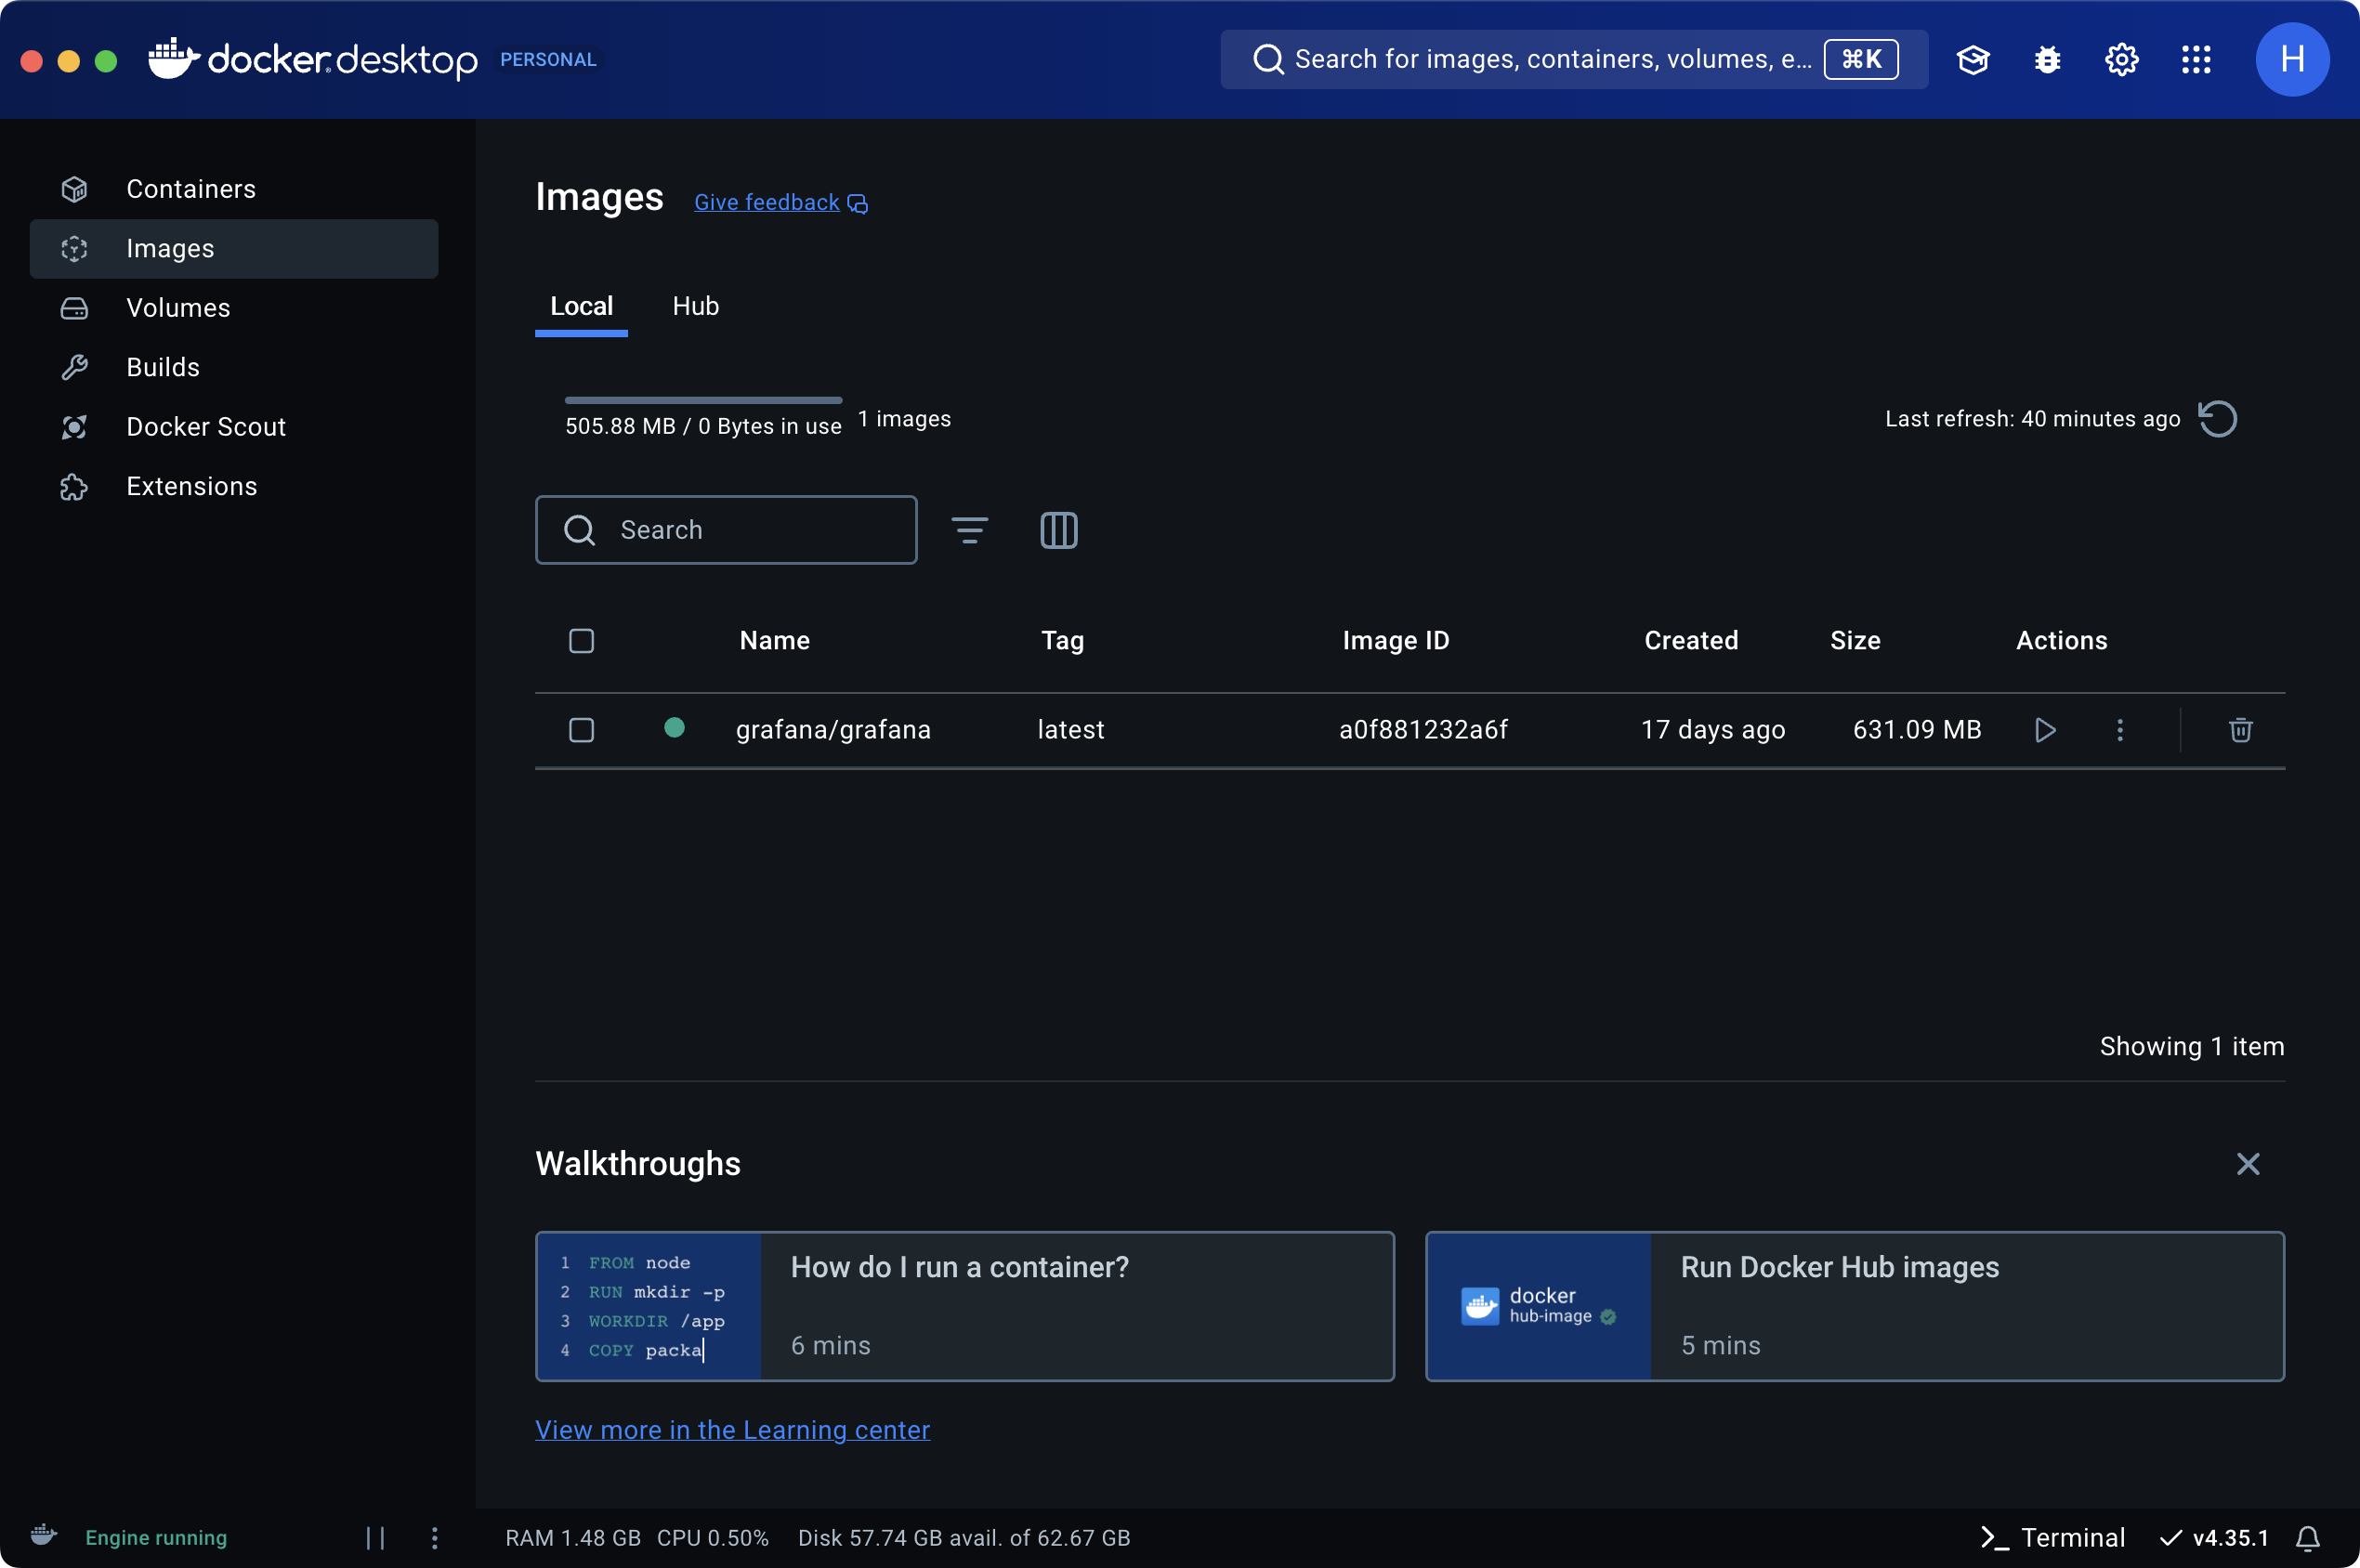 docker desktop PERSONAL
Search for images, containers, volumes, e... ⌘K
H
Containers
Images
Volumes
Builds
Docker Scout
Extensions
Images Give feedback
Local Hub
505.88 MB / 0 Bytes in use 1 images
Last refresh: 40 minutes ago
Search
Name Tag Image ID Created Size Actions
grafana/grafana latest a0f881232a6f 17 days ago 631.09 MB
Showing 1 item
Walkthroughs
1 FROM node
2 RUN mkdir -p
3 WORKDIR /app
4 COPY packa
How do I run a container?
6 mins
docker
hub-image
Run Docker Hub images
5 mins
View more in the Learning center
Engine running
RAM 1.48 GB CPU 0.50% Disk 57.74 GB avail. of 62.67 GB
Terminal v4.35.1